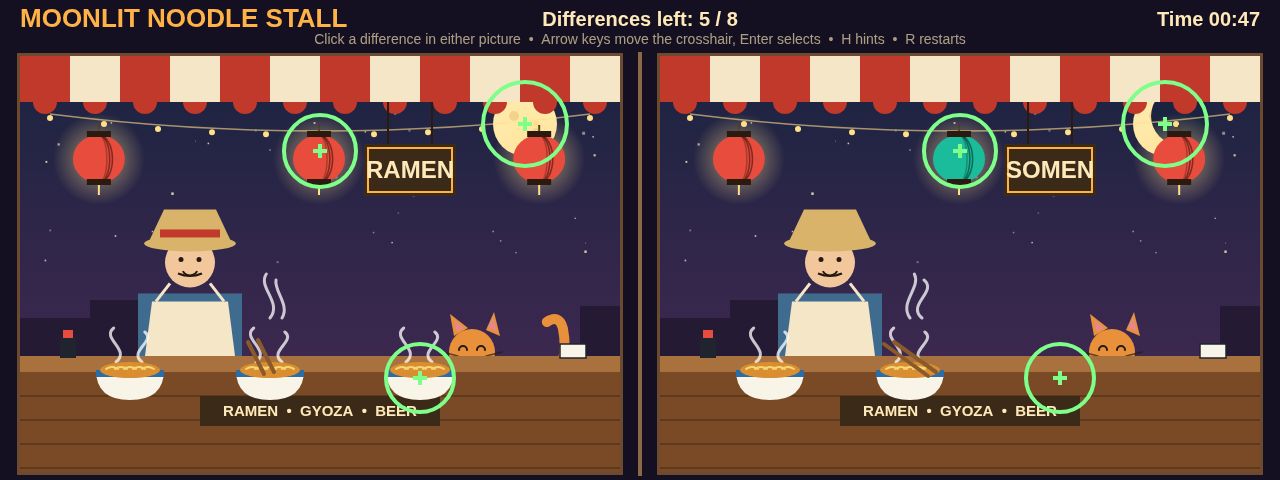 MOONLIT NOODLE STALL
Differences left: 5 / 8
Time 00:47
Click a difference in either picture • Arrow keys move the crosshair, Enter selects • H hints • R restarts
RAMEN
SOMEN
RAMEN • GYOZA • BEER
RAMEN • GYOZA • BEER